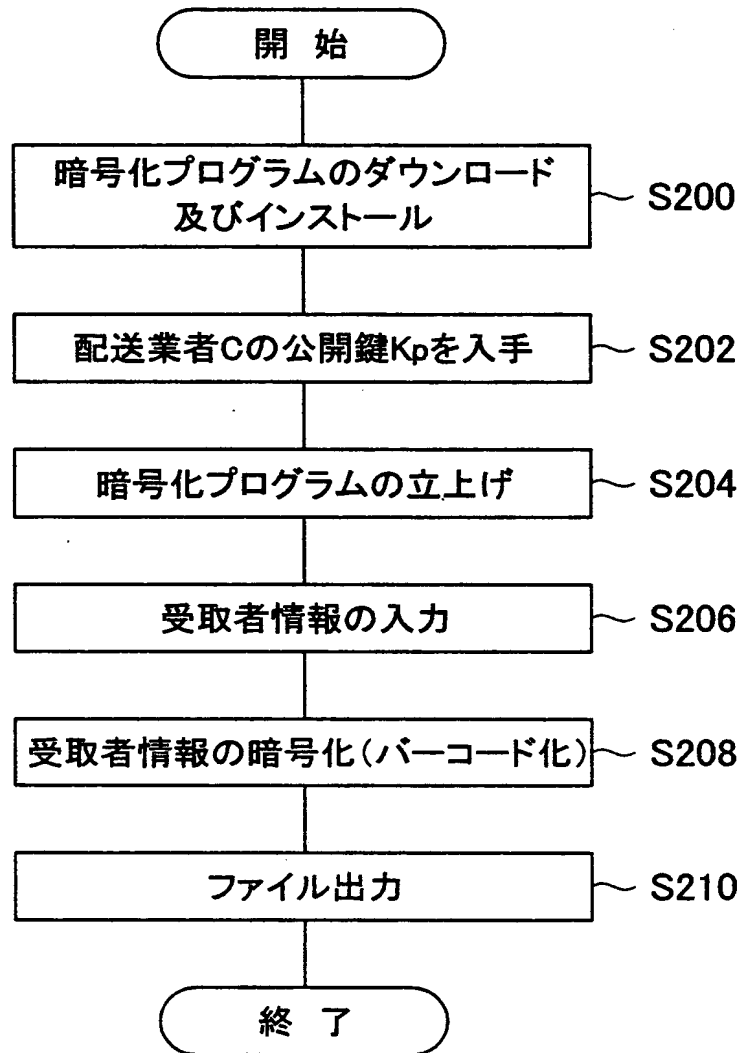 開 始
暗号化プログラムのダウンロード
及びインストール
S200
配送業者Cの公開鍵Kpを入手
S202
暗号化プログラムの立上げ
S204
受取者情報の入力
S206
受取者情報の暗号化(バーコード化)
S208
ファイル出力
S210
終 了